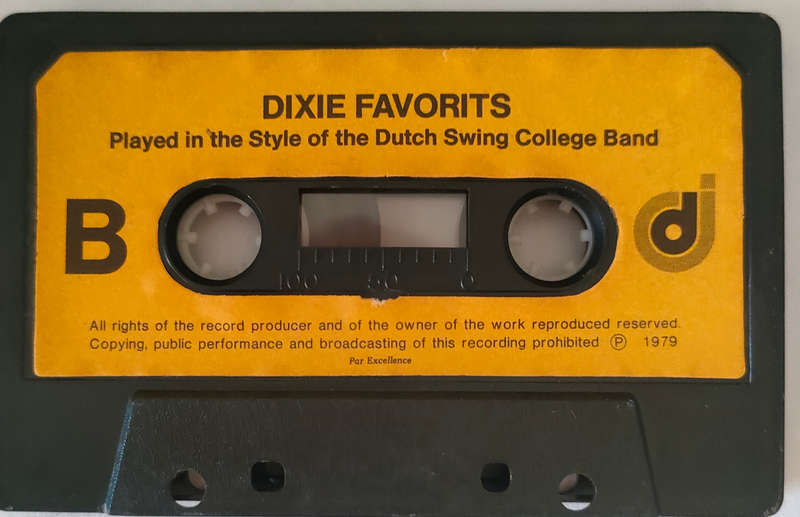 DIXIE FAVORITS
Played in the Style of the Dutch Swing College Band
B
dj
100 50 0
All rights of the record producer and of the owner of the work reproduced reserved.
Copying, public performance and broadcasting of this recording prohibited Ⓟ 1979
Par Excellence